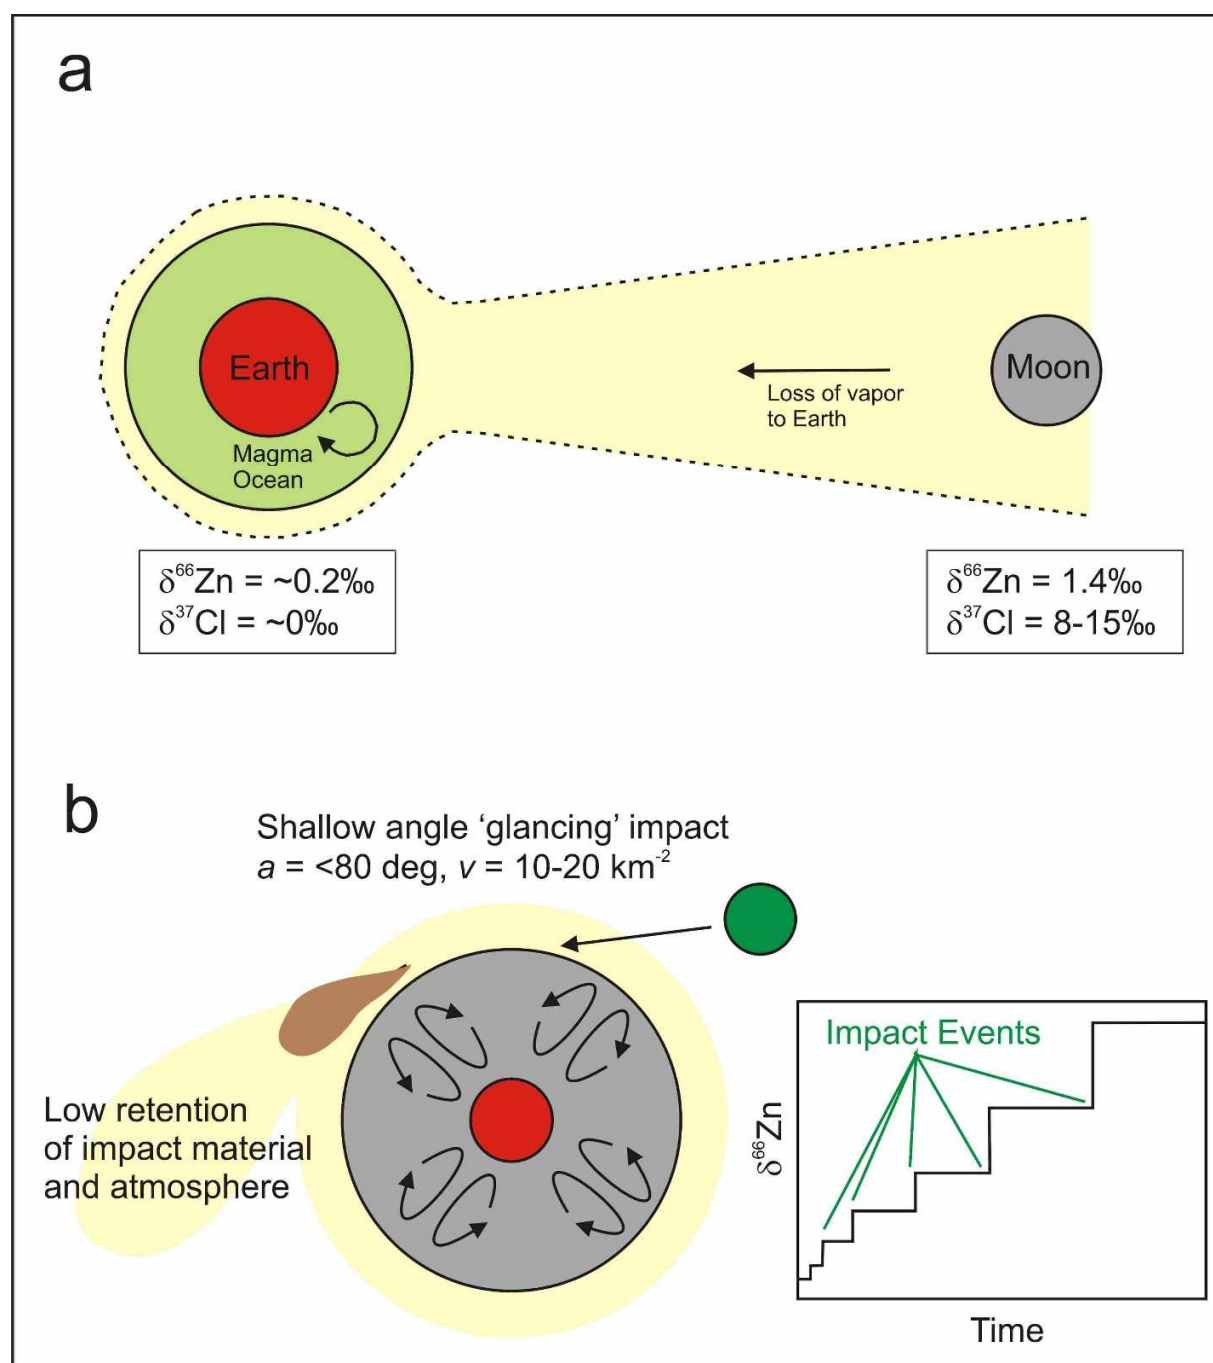 a
Earth
Magma
Ocean
Loss of vapor
to Earth
Moon
δ⁶⁶Zn = ~0.2‰
δ³⁷Cl = ~0‰
δ⁶⁶Zn = 1.4‰
δ³⁷Cl = 8-15‰
b
Shallow angle ‘glancing’ impact
a = <80 deg, v = 10-20 km⁻²
Low retention
of impact material
and atmosphere
Impact Events
δ⁶⁶Zn
Time